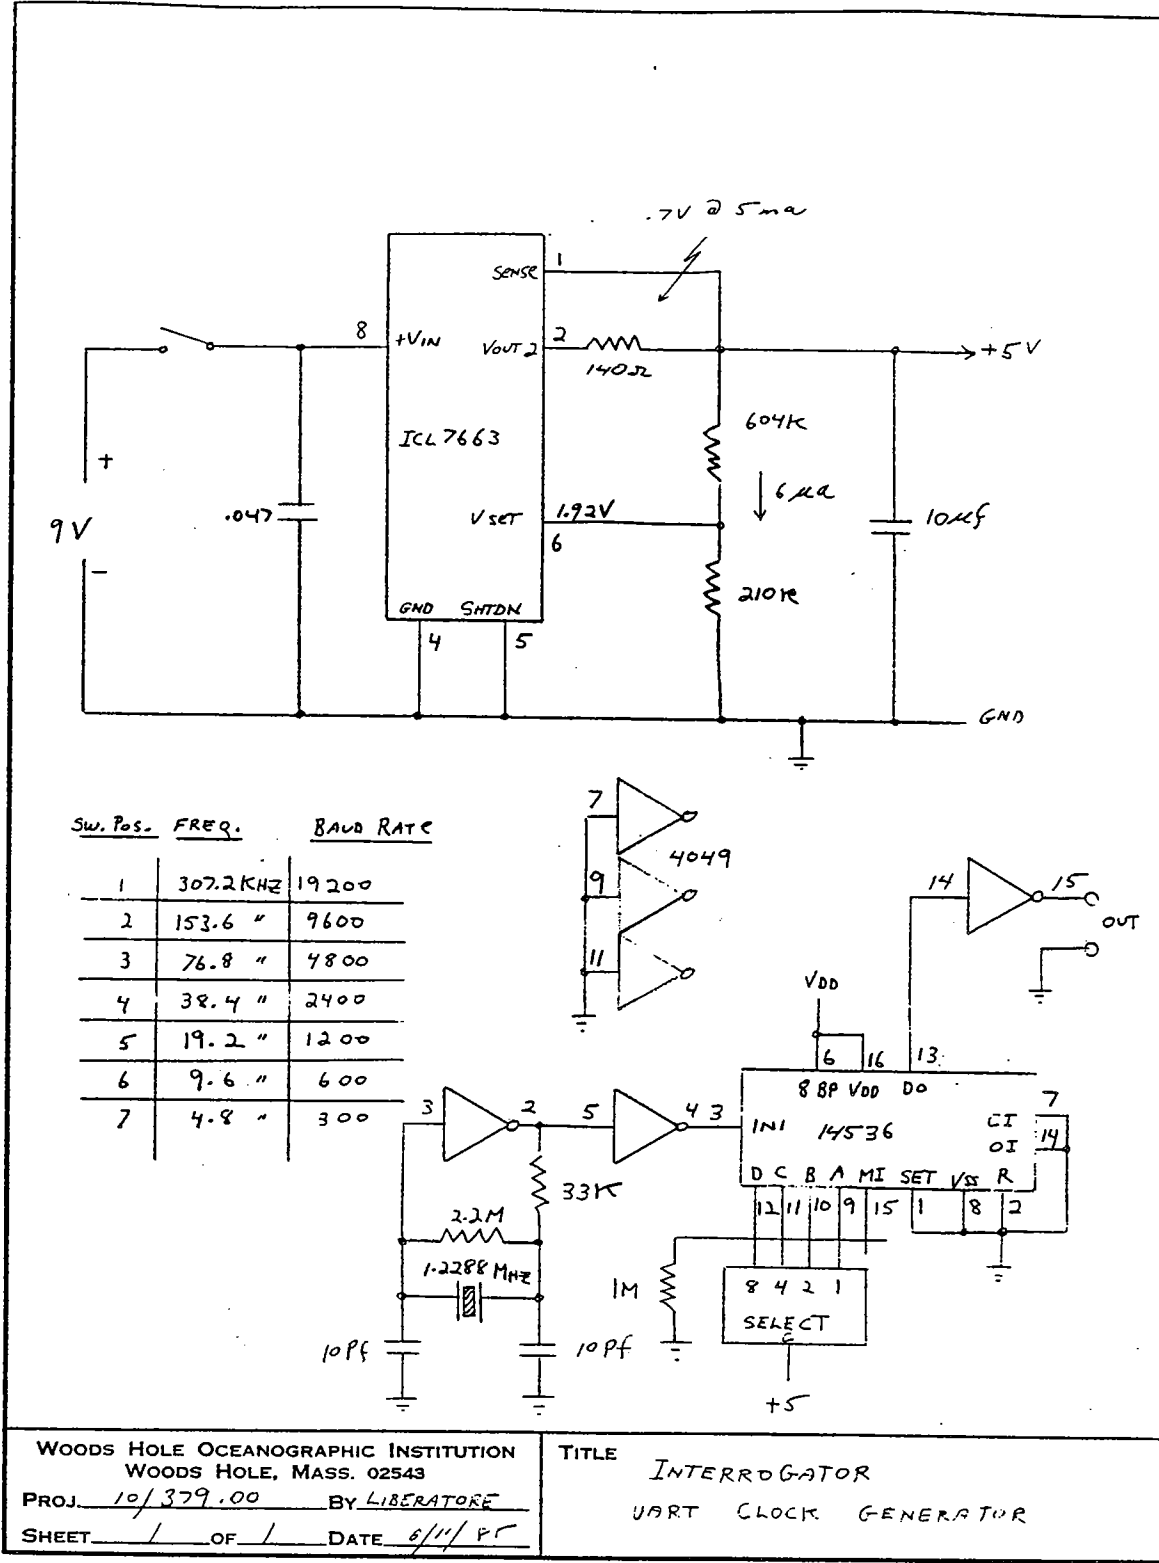 .7V @ 5ma
SENSE 1
8 +VIN
VOUT2 2
140Ω
+5V
ICL7663
604K
6μa
+
9V
-
.047
VSET 1.92V
6
10μf
210K
GND SHTDN
4 5
GND
SW. POS. FREQ. BAUD RATE
1 307.2KHZ 19200
2 153.6 " 9600
3 76.8 " 4800
4 38.4 " 2400
5 19.2 " 1200
6 9.6 " 600
7 4.8 " 300
7
4049
9
11
14 15
OUT
VDD
6 16 13
8BP VDD DO
7
CI
3 2 5 4 3 IN1 14536 OI 14
D C B A MI SET VSS R
12 11 10 9 15 1 8 2
33K
2.2M
1.2288 MHZ
10Pf 10Pf
1M
8 4 2 1
SELECT
C
+5
WOODS HOLE OCEANOGRAPHIC INSTITUTION
WOODS HOLE, MASS. 02543
PROJ. 10/379.00 BY LIBERATORE
SHEET 1 OF 1 DATE 6/11/85
TITLE
INTERROGATOR
UART CLOCK GENERATOR